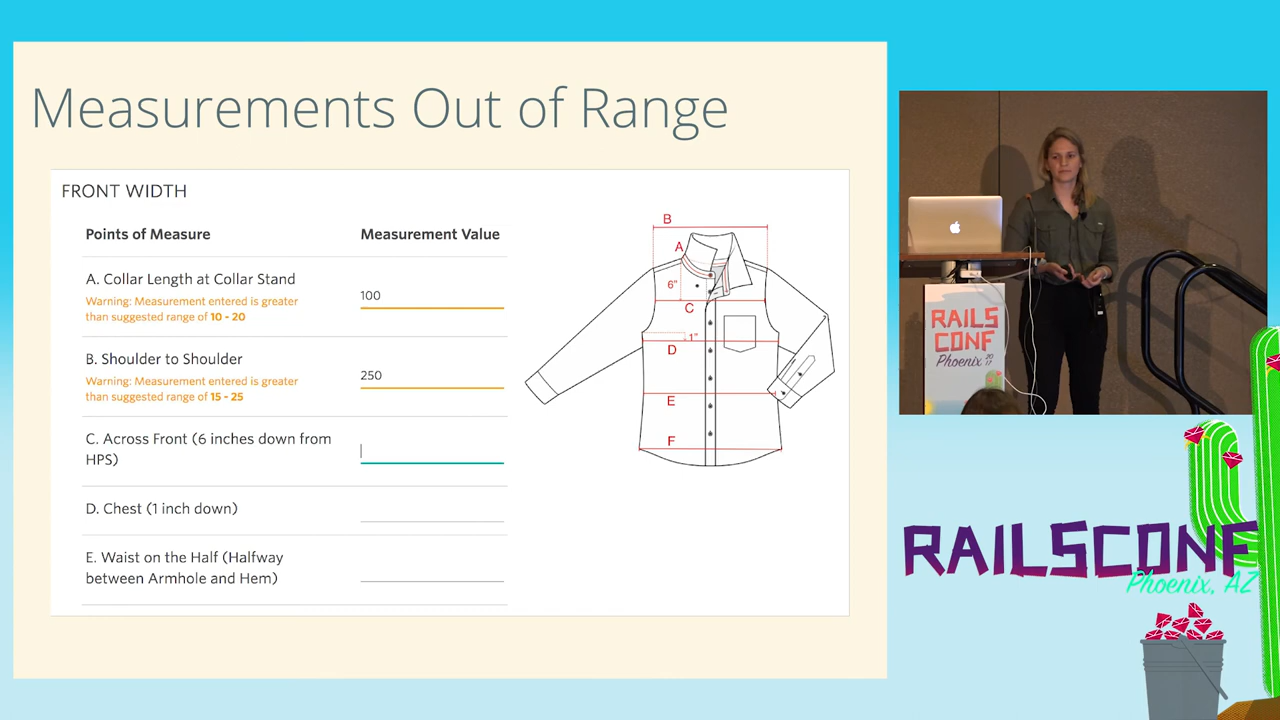 Measurements Out of Range
FRONT WIDTH
Points of Measure
Measurement Value
A. Collar Length at Collar Stand
Warning: Measurement entered is greater
than suggested range of 10 - 20
100
B. Shoulder to Shoulder
Warning: Measurement entered is greater
than suggested range of 15 - 25
250
C. Across Front (6 inches down from
HPS)
D. Chest (1 inch down)
E. Waist on the Half (Halfway
between Armhole and Hem)
B
A
6"
C
1"
D
E
F
RAILS
CONF
Phoenix 20
17
RAILSCONF
Phoenix, AZ